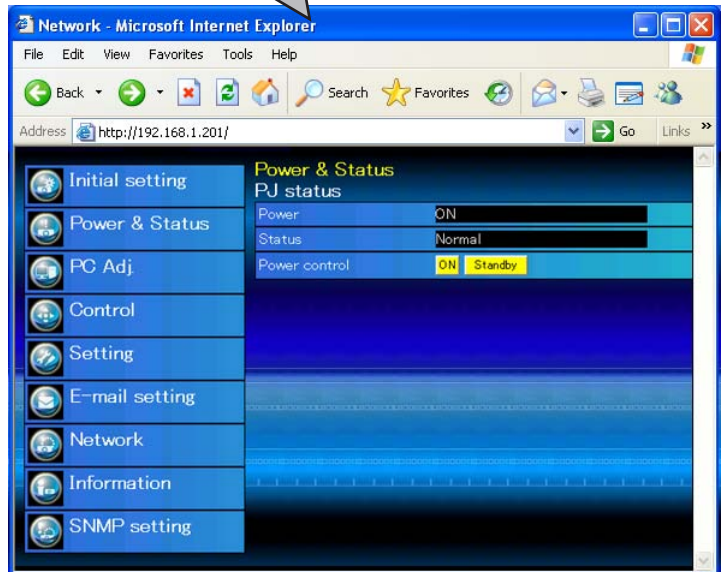 Network - Microsoft Internet Explorer
File Edit View Favorites Tools Help
Back Search Favorites
Address http://192.168.1.201/ Go Links »
Initial setting
Power & Status
PC Adj.
Control
Setting
E-mail setting
Network
Information
SNMP setting
Power & Status
PJ status
Power ON
Status Normal
Power control ON Standby